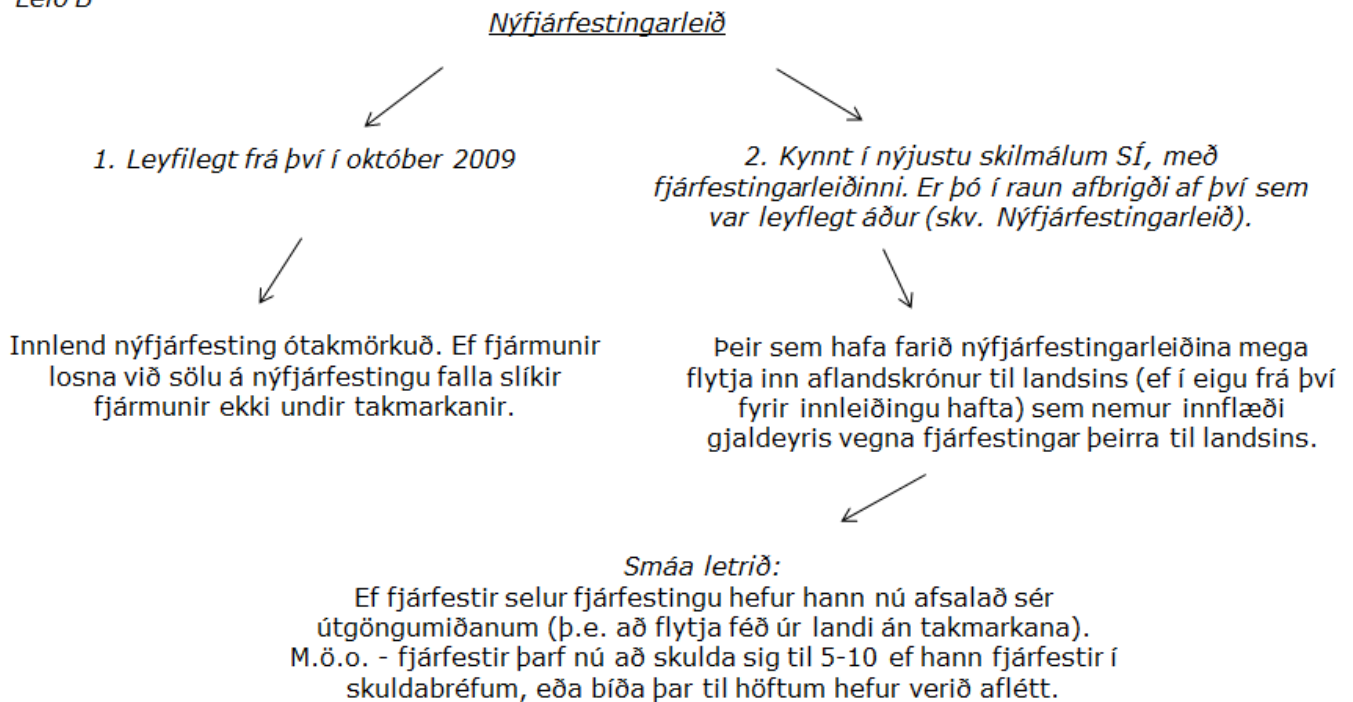 Leið B
Nýfjárfestingarleið
1. Leyfilegt frá því í október 2009
2. Kynnt í nýjustu skilmálum SÍ, með
fjárfestingarleiðinni. Er þó í raun afbrigði af því sem
var leyflegt áður (skv. Nýfjárfestingarleið).
Innlend nýfjárfesting ótakmörkuð. Ef fjármunir
losna við sölu á nýfjárfestingu falla slíkir
fjármunir ekki undir takmarkanir.
Þeir sem hafa farið nýfjárfestingarleiðina mega
flytja inn aflandskrónur til landsins (ef í eigu frá því
fyrir innleiðingu hafta) sem nemur innflæði
gjaldeyris vegna fjárfestingar þeirra til landsins.
Smáa letrið:
Ef fjárfestir selur fjárfestingu hefur hann nú afsalað sér
útgöngumiðanum (þ.e. að flytja féð úr landi án takmarkana).
M.ö.o. - fjárfestir þarf nú að skulda sig til 5-10 ef hann fjárfestir í
skuldabréfum, eða bíða þar til höftum hefur verið aflétt.